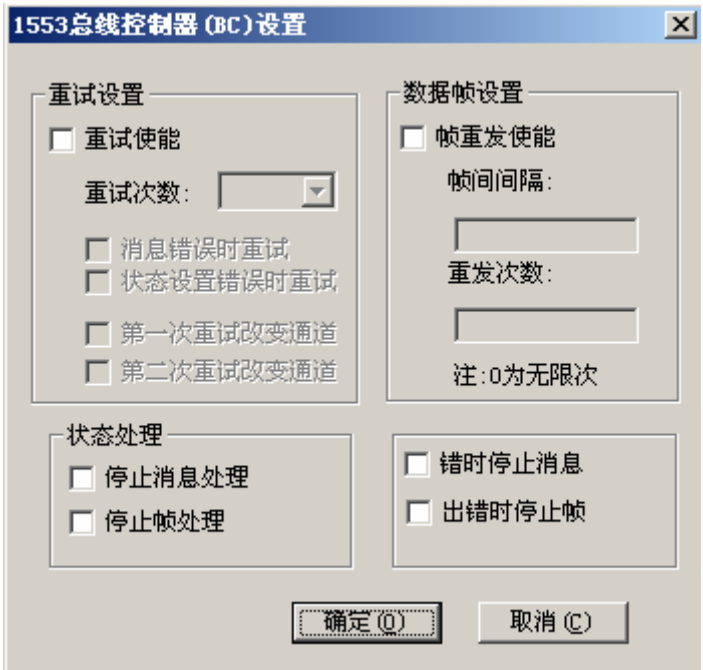 1553总线控制器(BC)设置
重试设置
重试使能
重试次数:
消息错误时重试
状态设置错误时重试
第一次重试改变通道
第二次重试改变通道
数据帧设置
帧重发使能
帧间间隔:
重发次数:
注:0为无限次
状态处理
停止消息处理
停止帧处理
错时停止消息
出错时停止帧
确定(O)
取消(C)